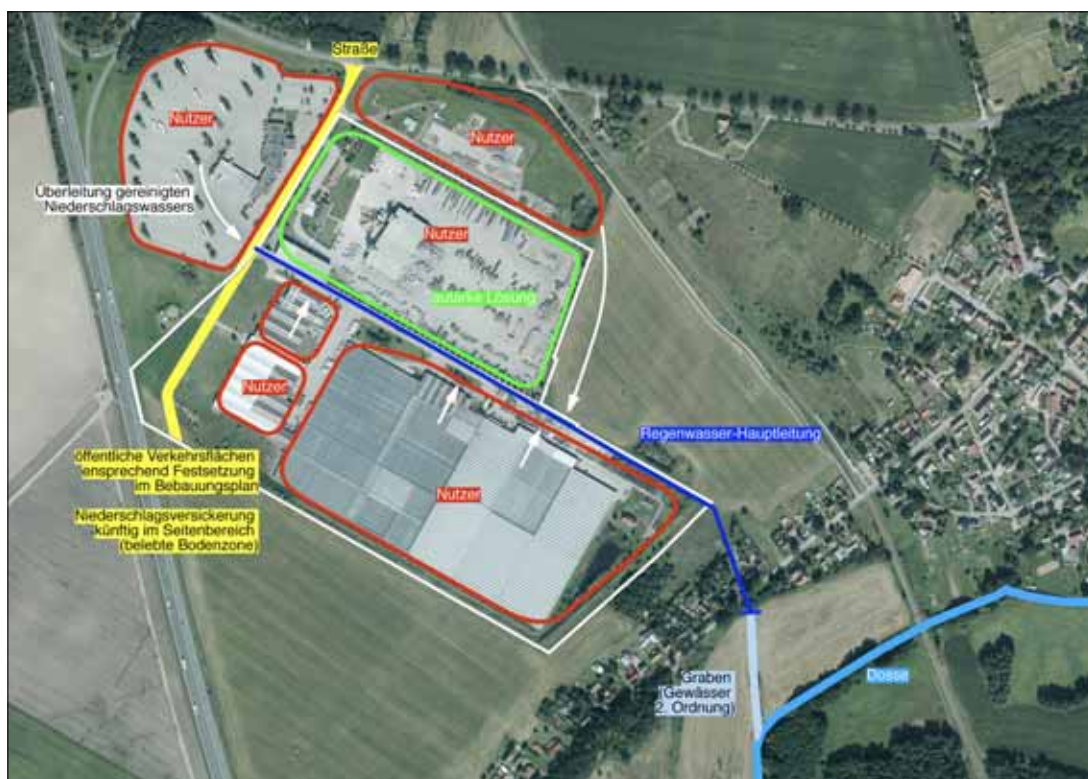 Straße
Nutzer
Nutzer
Überleitung gereinigten
Niederschlagswassers
Nutzer
autarke Lösung
Nutzer
Regenwasser-Hauptleitung
öffentliche Verkehrsflächen
ensprechend Festsetzung
im Bebauungsplan
Nutzer
Niederschlagsversickerung
künftig im Seitenbereich
(belebte Bodenzone)
Dosse
Graben
(Gewässer
2. Ordnung)